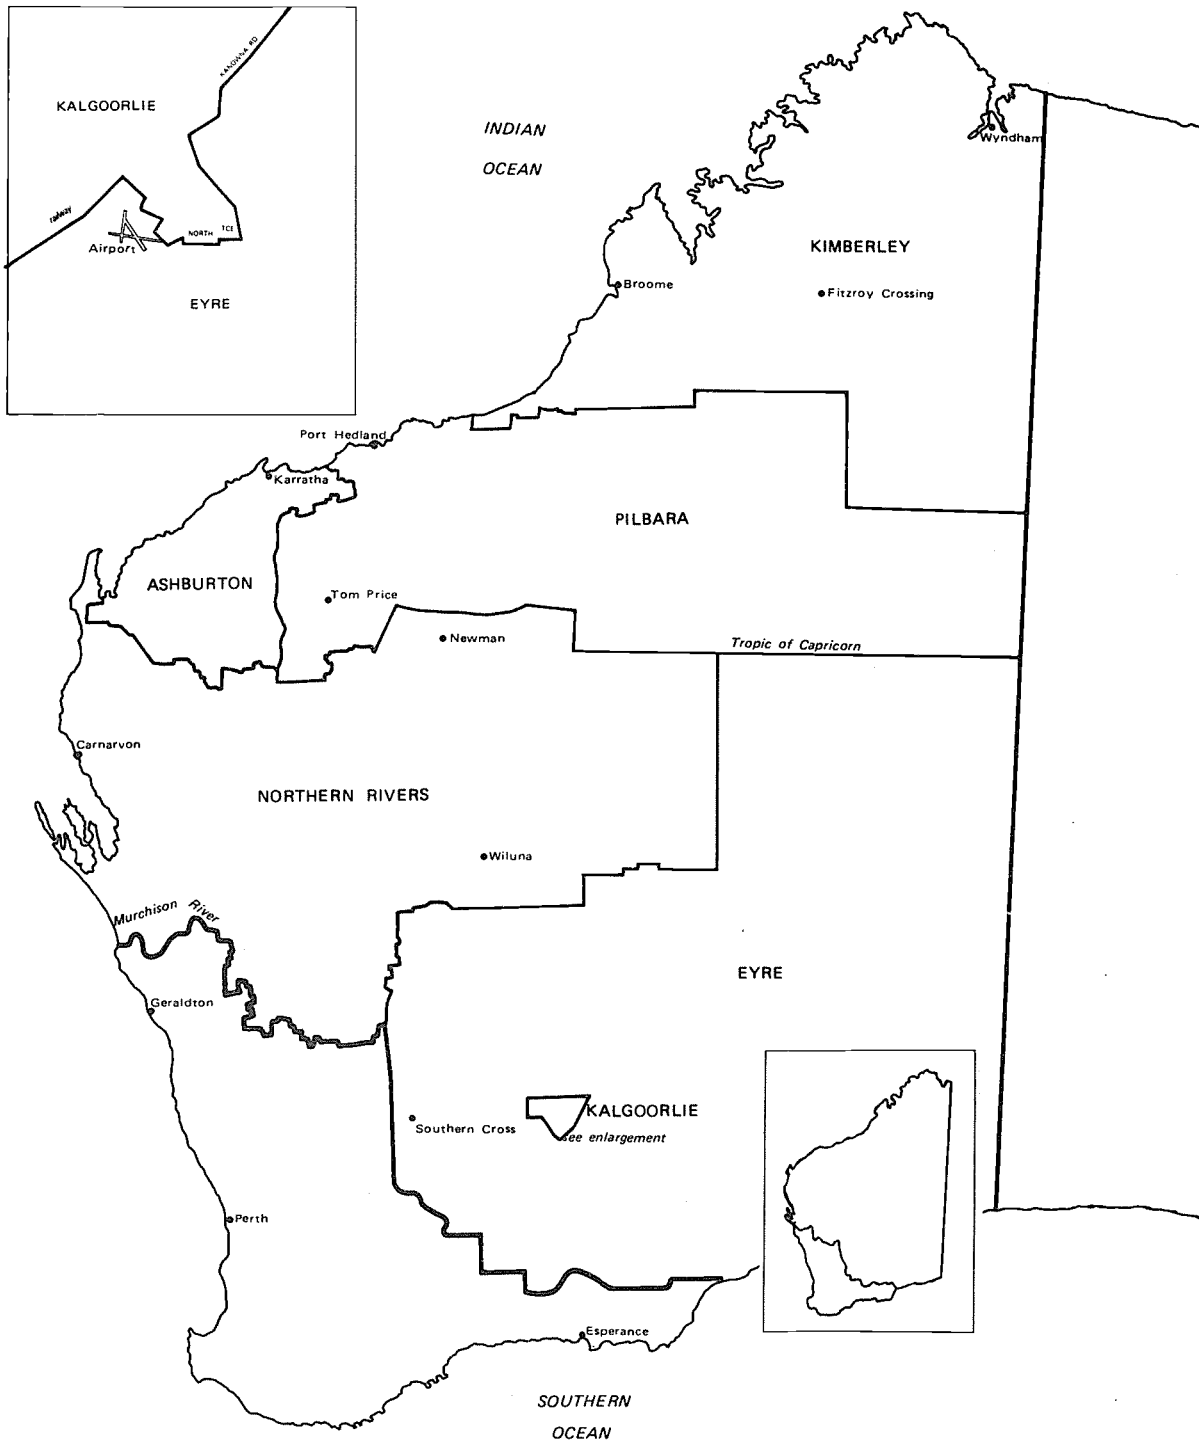 KANOWNA RD
KALGOORLIE
railway
NORTH TCE
Airport
EYRE
INDIAN
OCEAN
Wyndham
KIMBERLEY
Broome
Fitzroy Crossing
Port Hedland
Karratha
PILBARA
ASHBURTON
Tom Price
Newman
Tropic of Capricorn
Carnarvon
NORTHERN RIVERS
Wiluna
Murchison River
EYRE
Geraldton
KALGOORLIE
Southern Cross
see enlargement
Perth
Esperance
SOUTHERN
OCEAN